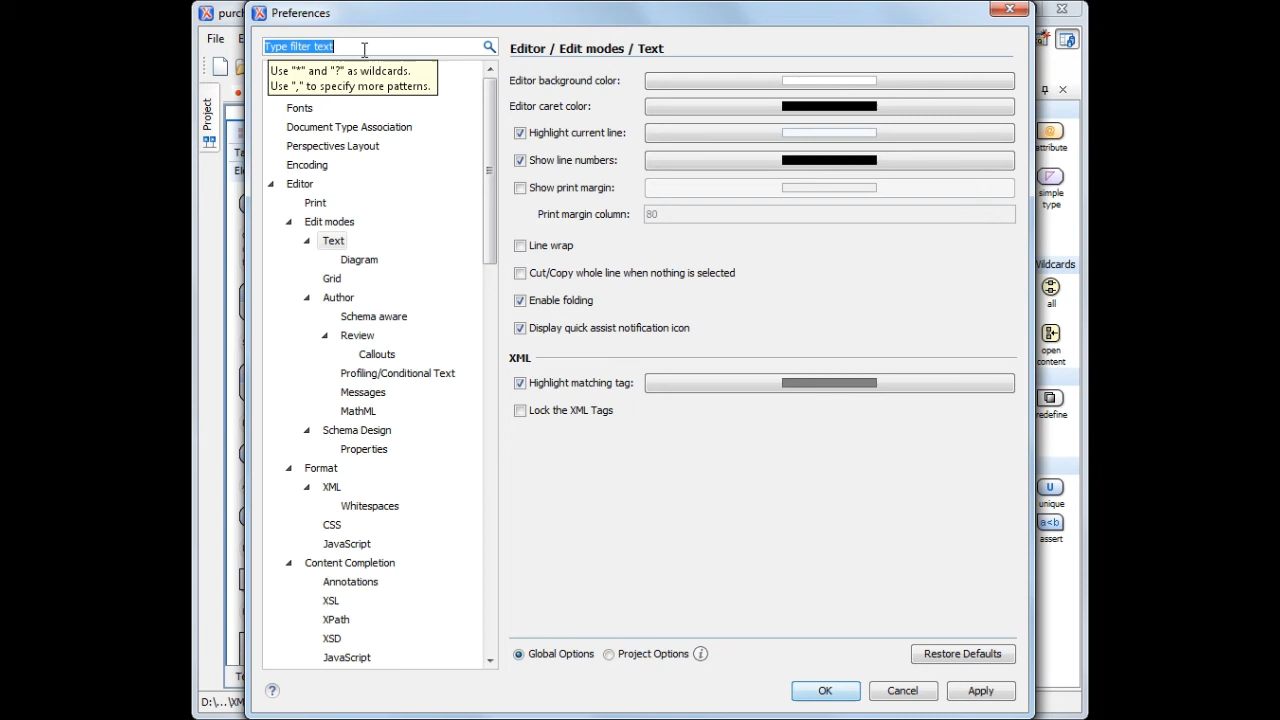 purch
Preferences
File
E
Type filter text
Use "*" and "?" as wildcards.
Use "," to specify more patterns.
Fonts
Document Type Association
Perspectives Layout
Encoding
Editor
Print
Edit modes
Text
Diagram
Grid
Author
Schema aware
Review
Callouts
Profiling/Conditional Text
Messages
MathML
Schema Design
Properties
Format
XML
Whitespaces
CSS
JavaScript
Content Completion
Annotations
XSL
XPath
XSD
JavaScript
Editor / Edit modes / Text
Editor background color:
Editor caret color:
Highlight current line:
Show line numbers:
Show print margin:
Print margin column: 80
Line wrap
Cut/Copy whole line when nothing is selected
Enable folding
Display quick assist notification icon
XML
Highlight matching tag:
Lock the XML Tags
Global Options Project Options
Restore Defaults
OK Cancel Apply
Project
Ta
Ele
Te
D:\...\XM
attribute
simple
type
Wildcards
all
open
content
redefine
U
unique
a<b
assert